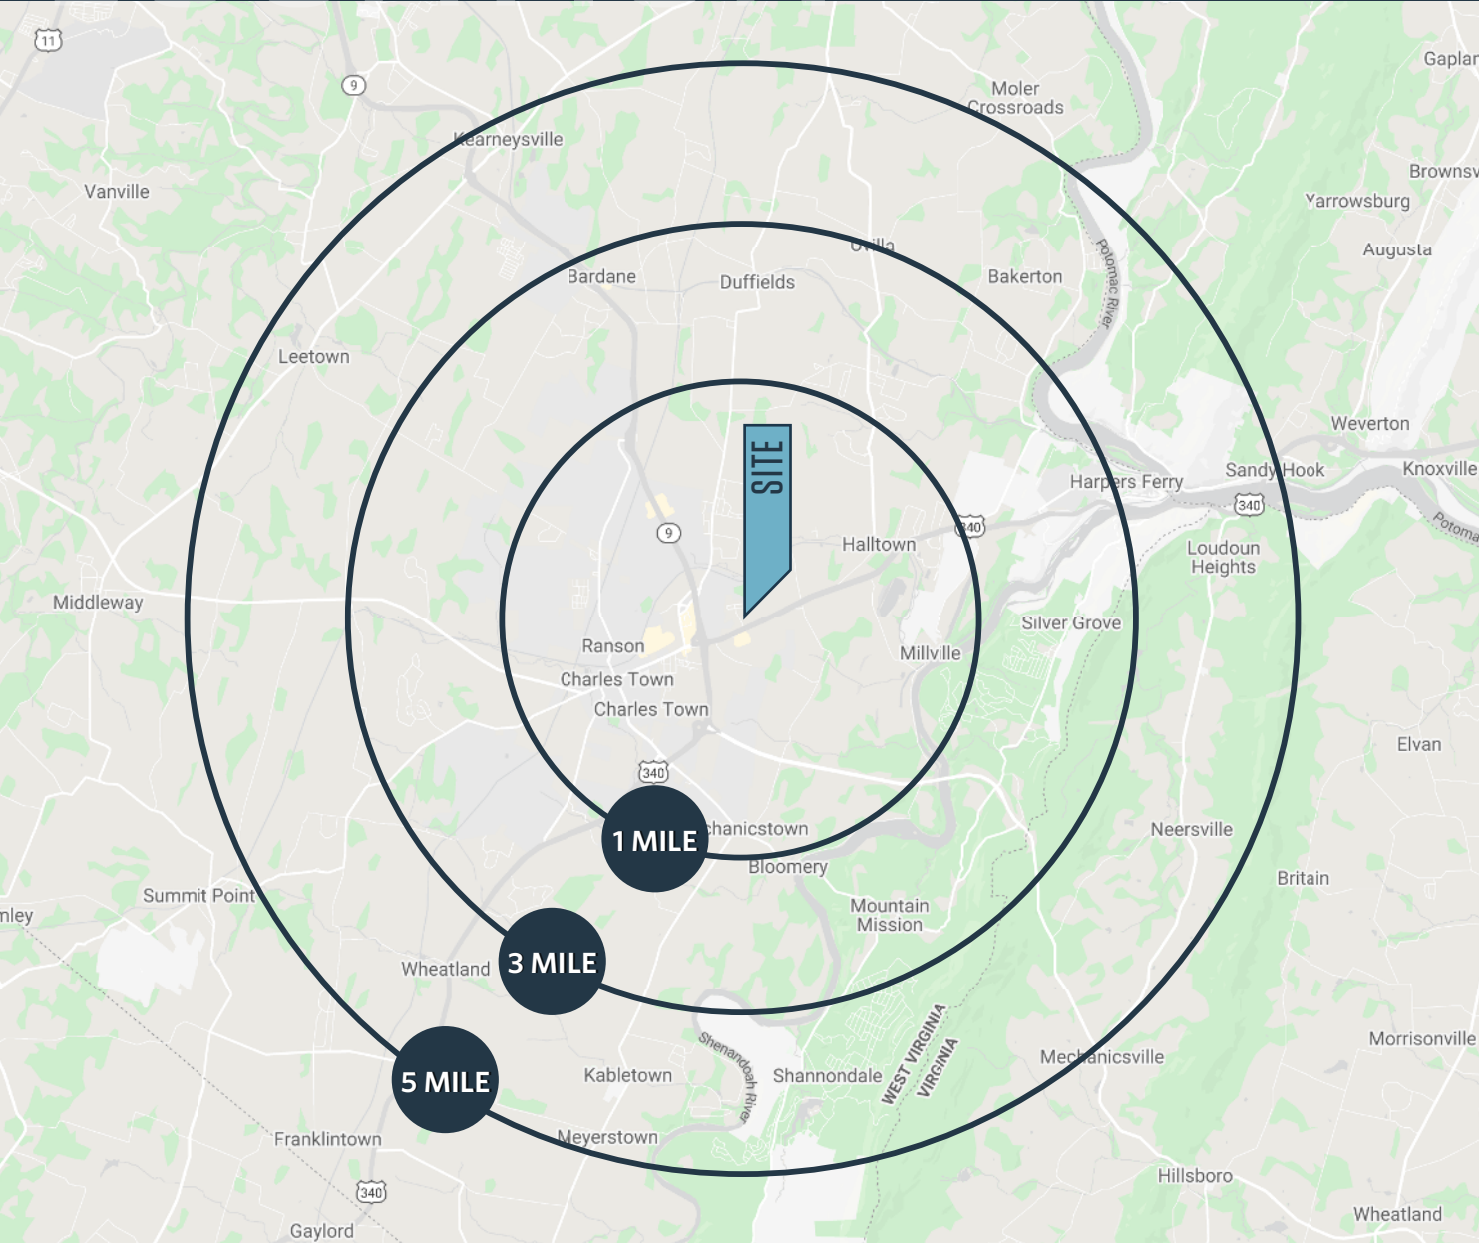 11
9
Gaplan
Moler
Crossroads
Kearneysville
Brownsv
Vanville
Yarrowsburg
Uvilla
Augusta
Bardane
Duffields
Bakerton
Potomac River
Leetown
Weverton
SITE
Sandy Hook
Knoxville
Harpers Ferry
340
9
340
Potoma
Halltown
Loudoun
Heights
Middleway
Silver Grove
Ranson
Millville
Charles Town
Charles Town
Elvan
340
1 MILE
chanicstown
Neersville
Bloomery
Britain
Summit Point
Mountain
Mission
nley
3 MILE
Wheatland
WEST VIRGINIA
VIRGINIA
Shenandoah River
Morrisonville
Mechanicsville
5 MILE
Kabletown
Shannondale
Franklintown
Meyerstown
Hillsboro
340
Wheatland
Gaylord